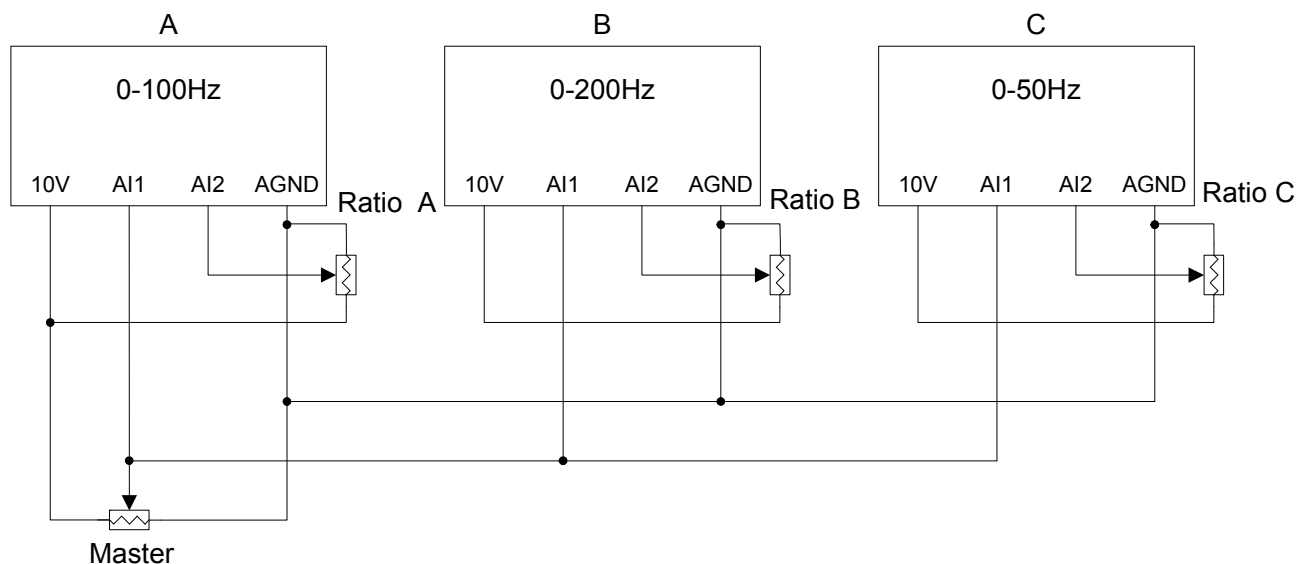 A
B
C
0-100Hz
0-200Hz
0-50Hz
10V AI1 AI2 AGND
Ratio A
10V AI1 AI2 AGND
Ratio B
10V AI1 AI2 AGND
Ratio C
Master